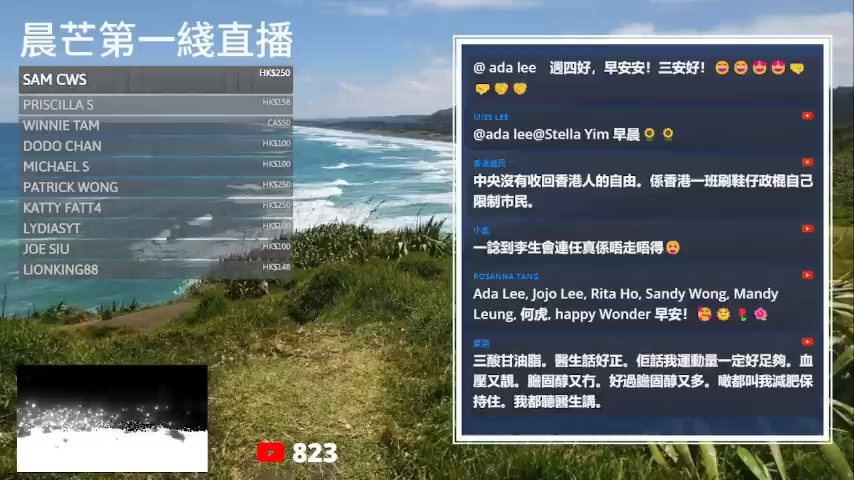 晨芒第一綫直播
SAM CWS HK$250
PRISCILLA S HK$158
WINNIE TAM CA$50
DODO CHAN HK$100
MICHAEL S HK$100
PATRICK WONG HK$250
KATTY FATT4 HK$250
LYDIASYT
JOE SIU HK$100
LIONKING88 HK$148
823
@ ada lee 週四好，早安安！三安好！😄😄🤩🤩🤜
🤛👏👏
MISS LEE
@ada lee@Stella Yim 早晨🌻🌻
香港國民
中央沒有收回香港人的自由。係香港一班刷鞋仔政棍自己
限制市民。
一諗到李生會連任真係唔走唔得🥵
ROSANNA TANG
Ada Lee, Jojo Lee, Rita Ho, Sandy Wong, Mandy
Leung, 何虎, happy Wonder 早安！🥰🌞🌹🌺
三酸甘油脂。醫生話好正。佢話我運動量一定好足夠。血
壓又靚。膽固醇又冇。好過膽固醇又多。嗽都叫我減肥保
持住。我都聽醫生講。